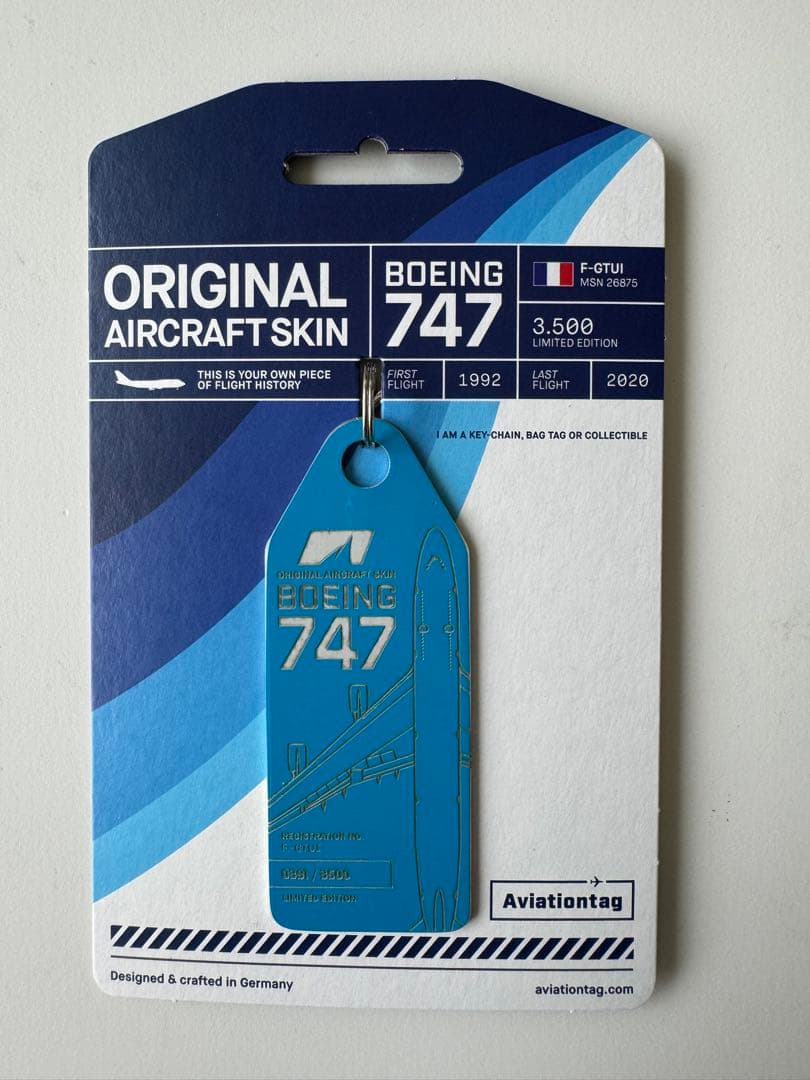 ORIGINAL
AIRCRAFT SKIN
BOEING
747
F-GTUI
MSN 26875
3.500
LIMITED EDITION
THIS IS YOUR OWN PIECE
OF FLIGHT HISTORY
FIRST
FLIGHT
1992
LAST
FLIGHT
2020
I AM A KEY-CHAIN, BAG TAG OR COLLECTIBLE
ORIGINAL AIRCRAFT SKIN
BOEING
747
REGISTRATION NO.
F-GTUI
/ 3500
LIMITED EDITION
Aviationtag
Designed & crafted in Germany
aviationtag.com